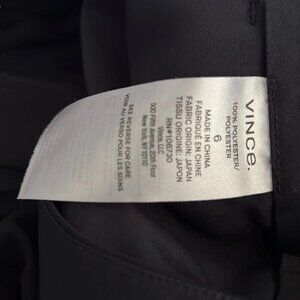 VINCE.
100% POLYESTER/
POLYESTER
6
MADE IN CHINA
FABRIQUÉ EN CHINE
FABRIC ORIGIN: JAPAN
TISSU ORIGINE: JAPON
RN#106730
Vince, LLC
500 Fifth Avenue, 20th Floor
New York, NY 10110
SEE REVERSE FOR CARE
VOIR AU VERSO POUR LES SOINS